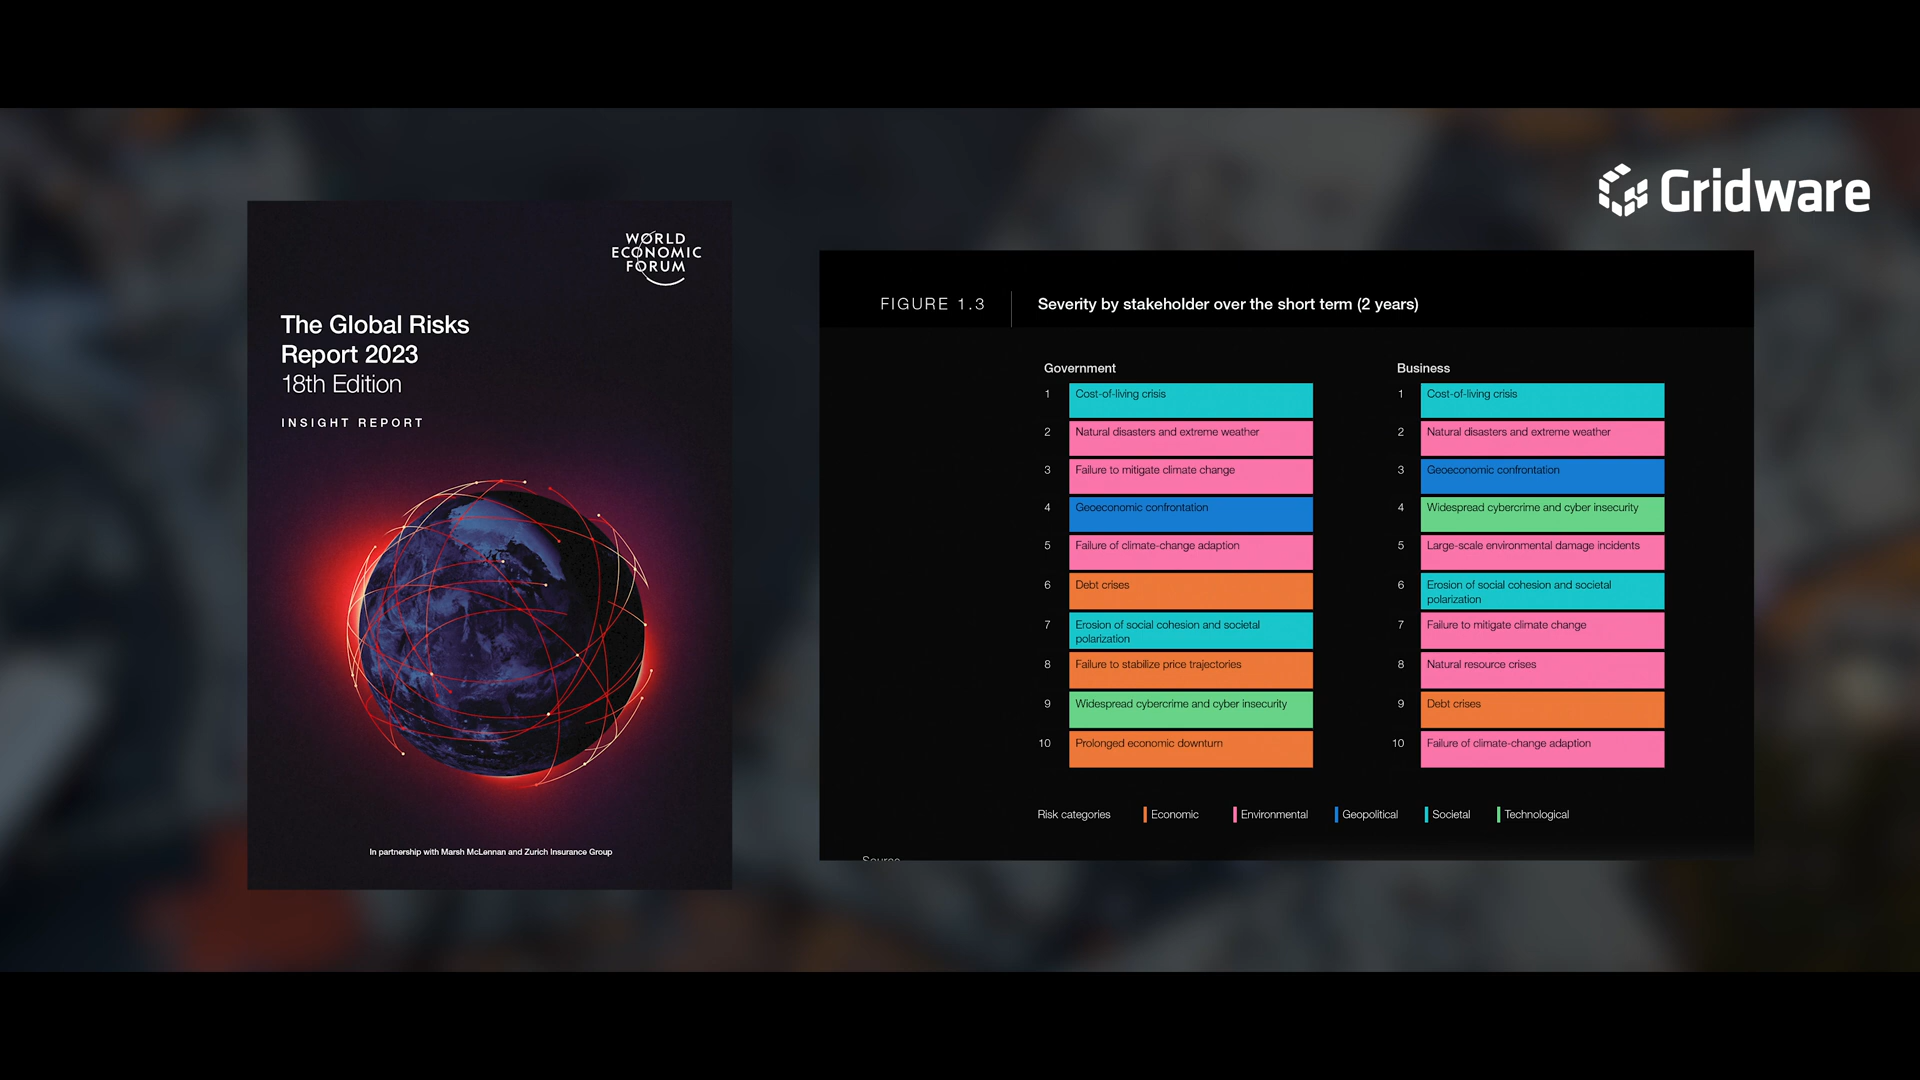 Gridware
WORLD
ECONOMIC
FORUM
The Global Risks
Report 2023
18th Edition
INSIGHT REPORT
In partnership with Marsh McLennan and Zurich Insurance Group
FIGURE 1.3
Severity by stakeholder over the short term (2 years)
Government
1 Cost-of-living crisis
2 Natural disasters and extreme weather
3 Failure to mitigate climate change
4 Geoeconomic confrontation
5 Failure of climate-change adaption
6 Debt crises
7 Erosion of social cohesion and societal
polarization
8 Failure to stabilize price trajectories
9 Widespread cybercrime and cyber insecurity
10 Prolonged economic downturn
Business
1 Cost-of-living crisis
2 Natural disasters and extreme weather
3 Geoeconomic confrontation
4 Widespread cybercrime and cyber insecurity
5 Large-scale environmental damage incidents
6 Erosion of social cohesion and societal
polarization
7 Failure to mitigate climate change
8 Natural resource crises
9 Debt crises
10 Failure of climate-change adaption
Risk categories Economic Environmental Geopolitical Societal Technological
Source